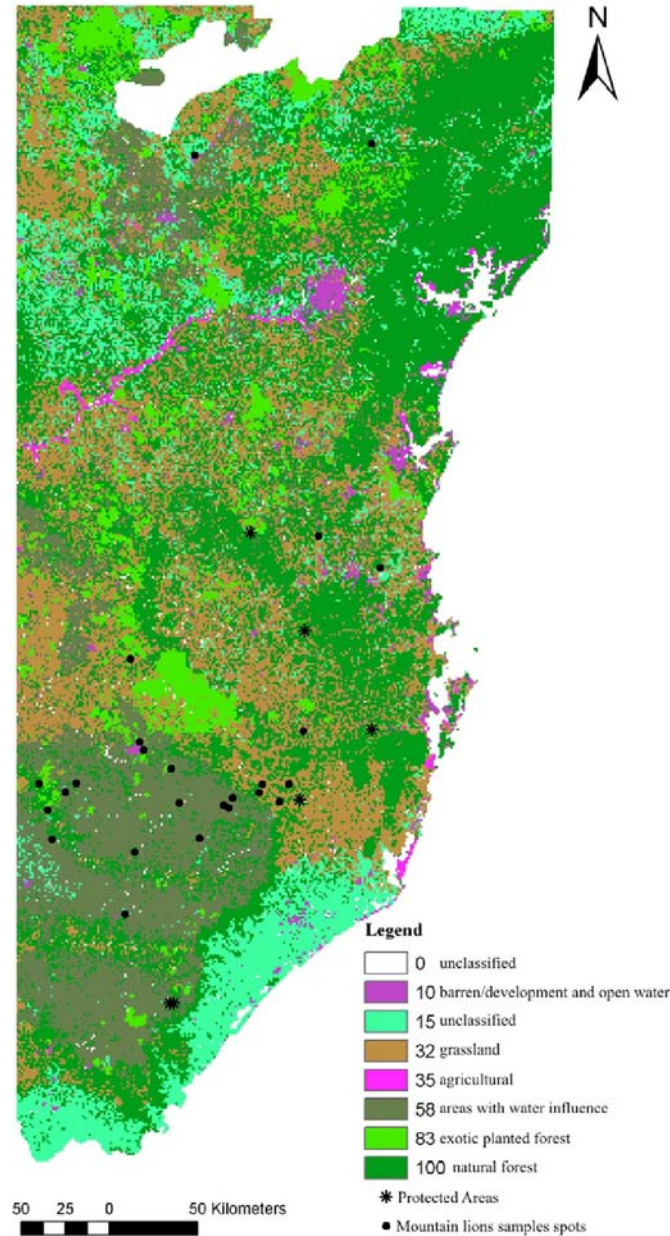 N
Legend
0 unclassified
10 barren/development and open water
15 unclassified
32 grassland
35 agricultural
58 areas with water influence
83 exotic planted forest
100 natural forest
Protected Areas
Mountain lions samples spots
50 25 0 50 Kilometers